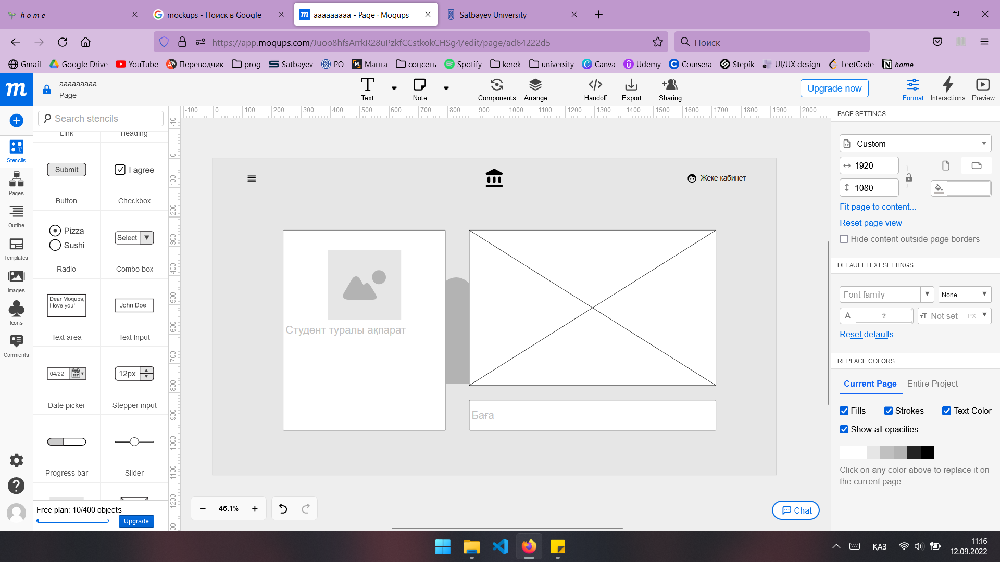 home
mockups - Поиск в Google
ааааааааа - Page · Moqups
Satbayev University
https://app.moqups.com/Juoo8hfsArrkR28uPzkfCCstkokCHSg4/edit/page/ad64222d5
Поиск
Gmail
Google Drive
YouTube
Переводчик
prog
Satbayev
РО
Манга
соцсеть
Spotify
kerek
university
Canva
Udemy
Coursera
Stepik
UI/UX design
LeetCode
home
ааааааааа
Page
Text
Note
Components
Arrange
Handoff
Export
Sharing
Upgrade now
Format
Interactions
Preview
Stencils
Pages
Outline
Templates
Images
Icons
Comments
Search stencils
Link
Heading
Submit
I agree
Button
Checkbox
Pizza
Sushi
Select
Radio
Combo box
Dear Moqups,
I love you!
John Doe
Text area
Text Input
04/22
12px
Date picker
Stepper input
Progress bar
Slider
Free plan: 10/400 objects
Upgrade
-100 0 100 200 300 400 500 600 700 800 900 1000 1100 1200 1300 1400 1500 1600 1700 1800 1900 2000
0 100 200 300 400 500 600 700 800 900 1000 1100 1200
Жеке кабинет
Студент туралы ақпарат
Баға
45.1%
Chat
PAGE SETTINGS
Custom
1920
1080
Fit page to content...
Reset page view
Hide content outside page borders
DEFAULT TEXT SETTINGS
Font family
None
A
?
Not set
PX
Reset defaults
REPLACE COLORS
Current Page
Entire Project
Fills
Strokes
Text Color
Show all opacities
Click on any color above to replace it on
the current page
ҚАЗ
11:16
12.09.2022